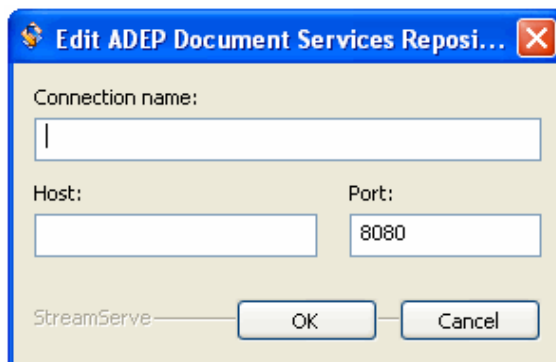 Edit ADEP Document Services Reposi...
Connection name:
Host: Port:
8080
StreamServe OK Cancel